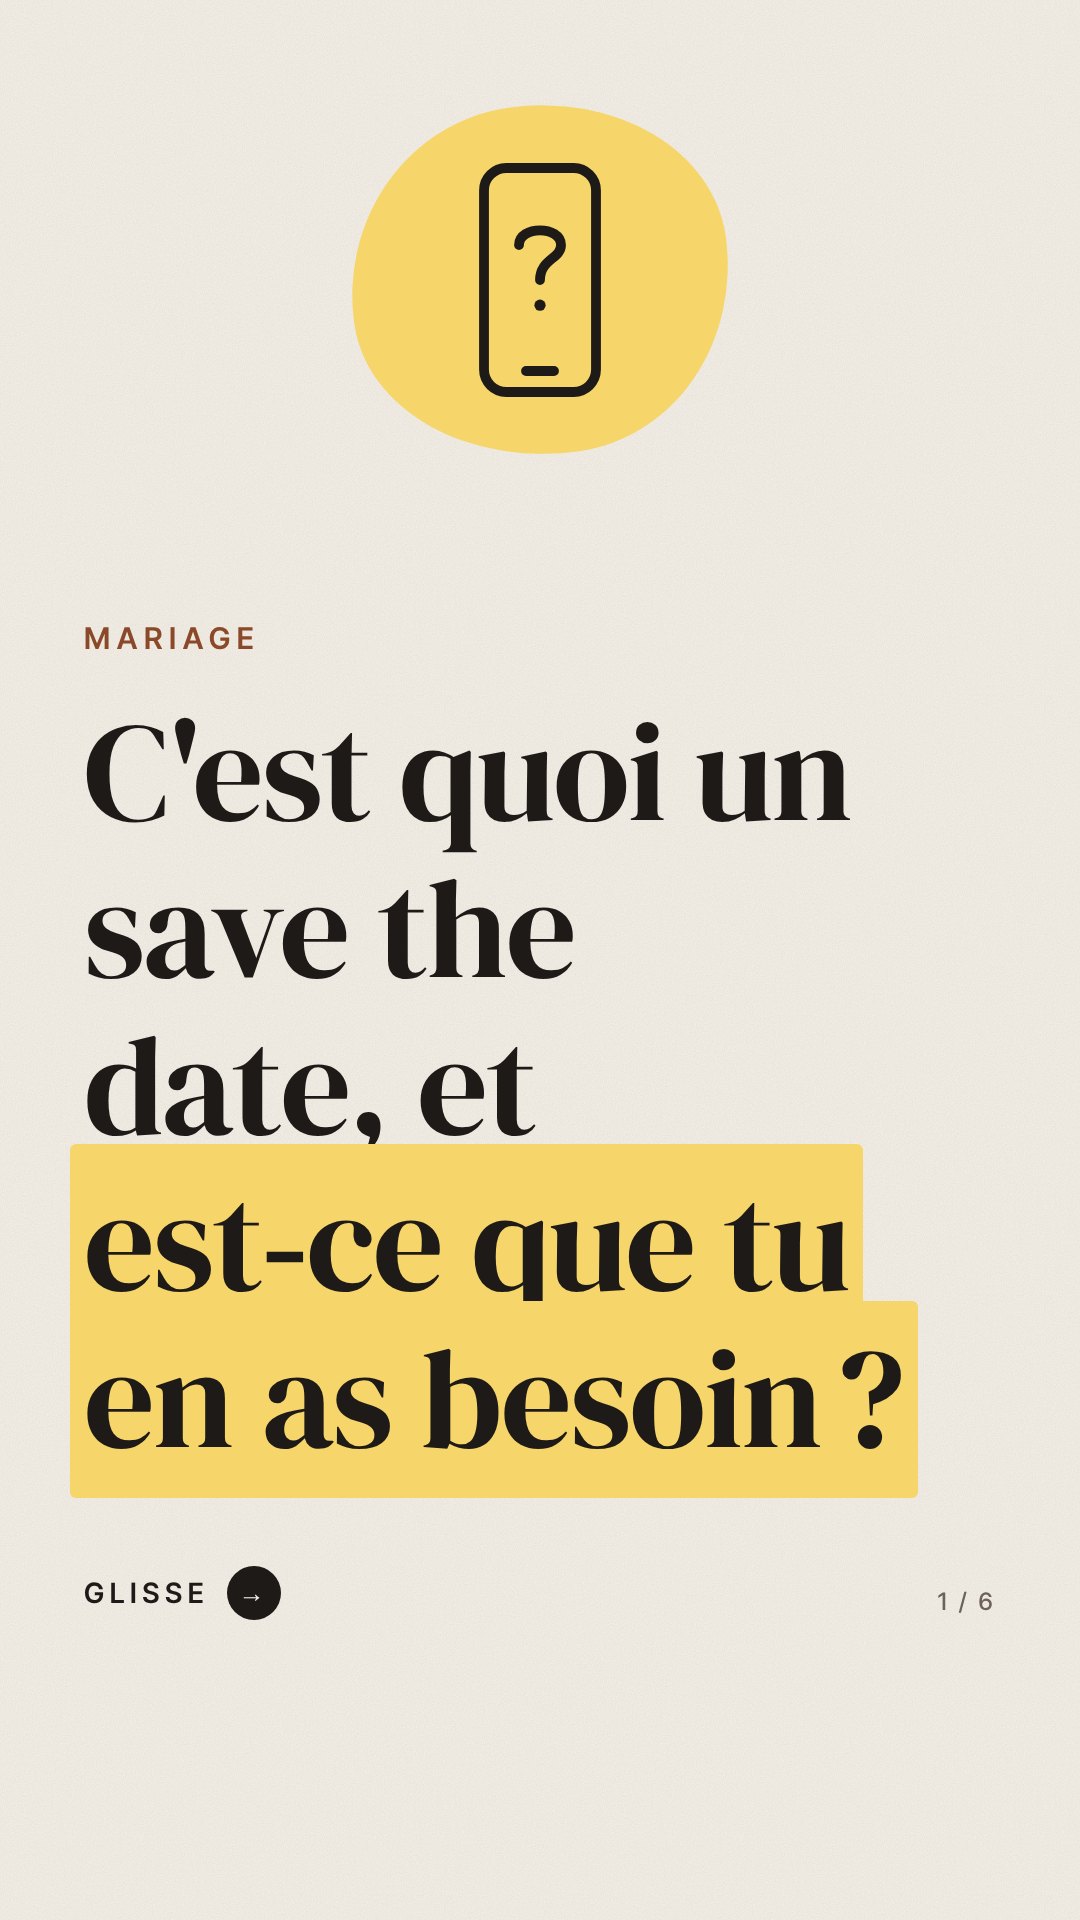 ?
MARIAGE
C'est quoi un
save the
date, et
est-ce que tu
en as besoin ?
GLISSE →
1 / 6